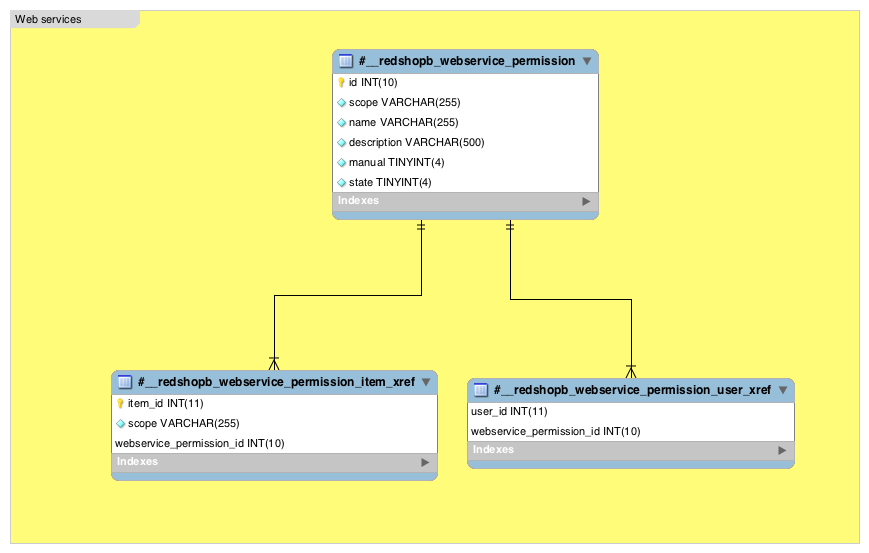 Web services
#__redshopb_webservice_permission
id INT(10)
scope VARCHAR(255)
name VARCHAR(255)
description VARCHAR(500)
manual TINYINT(4)
state TINYINT(4)
Indexes
#__redshopb_webservice_permission_item_xref
item_id INT(11)
scope VARCHAR(255)
webservice_permission_id INT(10)
Indexes
#__redshopb_webservice_permission_user_xref
user_id INT(11)
webservice_permission_id INT(10)
Indexes